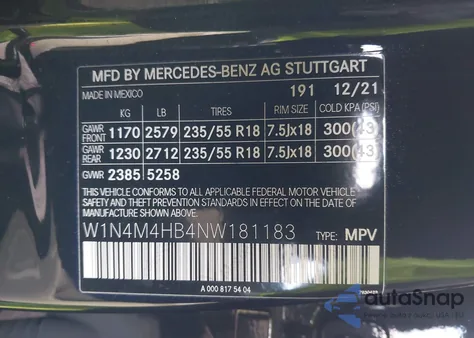 MFD BY MERCEDES-BENZ AG STUTTGART
MADE IN MEXICO 191 12/21
KG LB TIRES RIM SIZE COLD KPA (PSI)
GAWR FRONT 1170 2579 235/55 R18 7.5Jx18 300(43)
GAWR REAR 1230 2712 235/55 R18 7.5Jx18 300(43)
GVWR 2385 5258
THIS VEHICLE CONFORMS TO ALL APPLICABLE FEDERAL MOTOR VEHICLE
SAFETY AND THEFT PREVENTION STANDARDS IN EFFECT ON THE DATE OF
MANUFACTURE SHOWN ABOVE.
W1N4M4HB4NW181183 TYPE: MPV
A 000 817 54 04
autoSnap